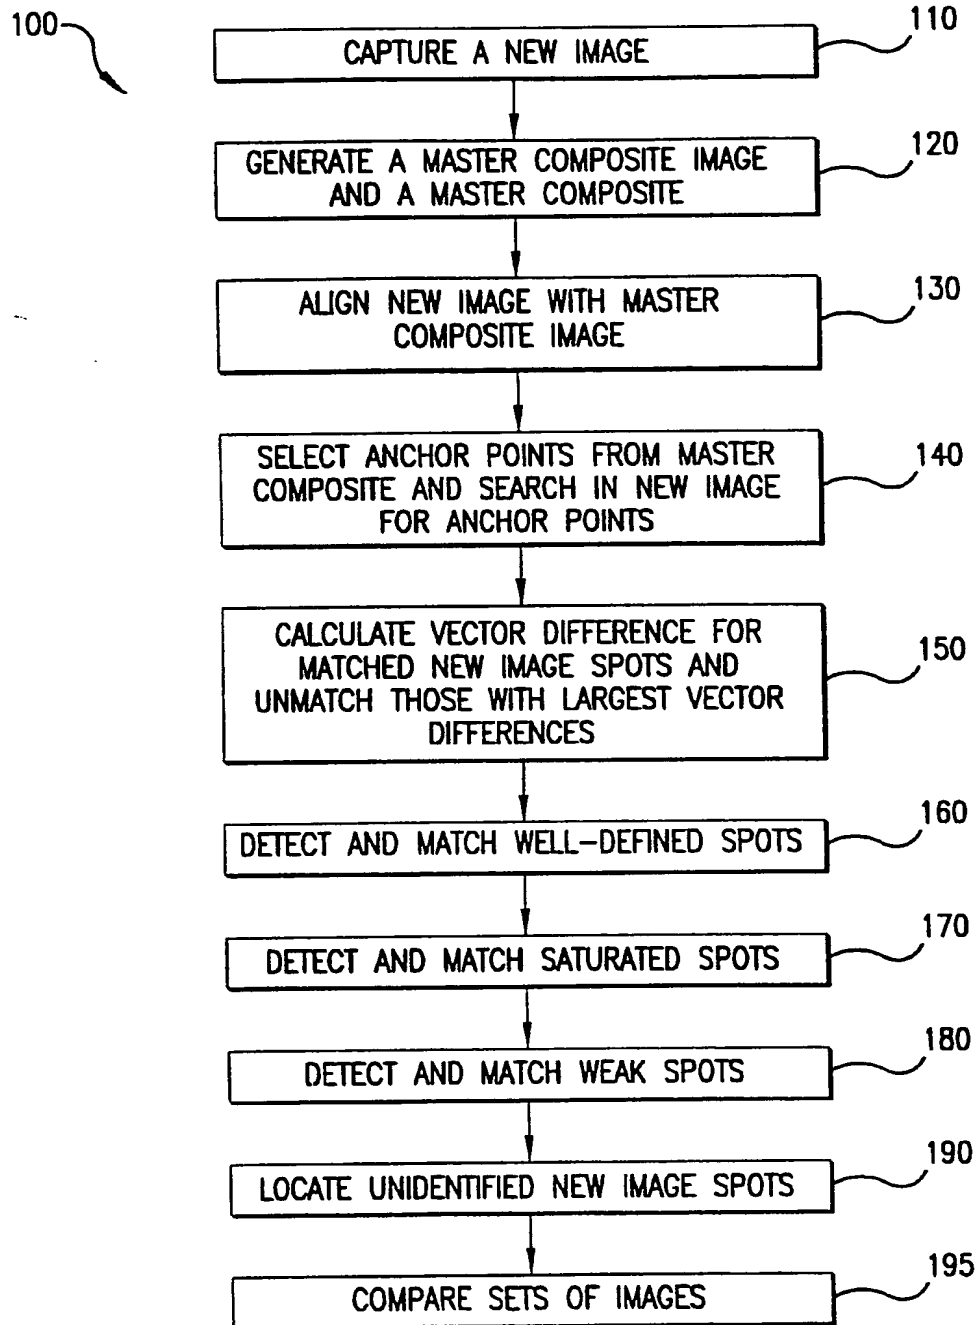 100
110
CAPTURE A NEW IMAGE
120
GENERATE A MASTER COMPOSITE IMAGE
AND A MASTER COMPOSITE
130
ALIGN NEW IMAGE WITH MASTER
COMPOSITE IMAGE
140
SELECT ANCHOR POINTS FROM MASTER
COMPOSITE AND SEARCH IN NEW IMAGE
FOR ANCHOR POINTS
150
CALCULATE VECTOR DIFFERENCE FOR
MATCHED NEW IMAGE SPOTS AND
UNMATCH THOSE WITH LARGEST VECTOR
DIFFERENCES
160
DETECT AND MATCH WELL-DEFINED SPOTS
170
DETECT AND MATCH SATURATED SPOTS
180
DETECT AND MATCH WEAK SPOTS
190
LOCATE UNIDENTIFIED NEW IMAGE SPOTS
195
COMPARE SETS OF IMAGES